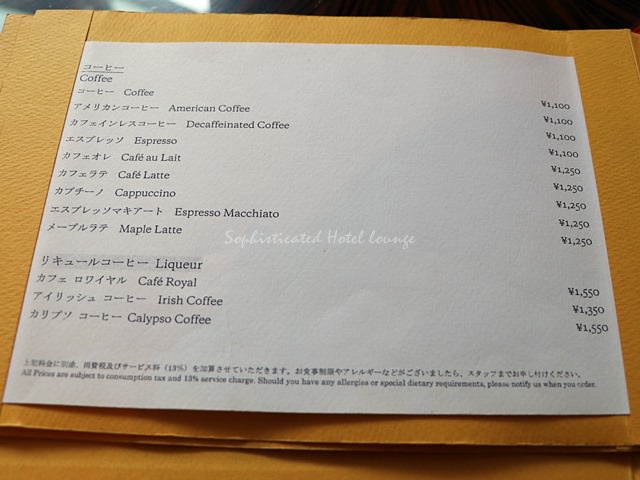 コーヒー
Coffee
コーヒー Coffee ¥1,100
アメリカンコーヒー American Coffee ¥1,100
カフェインレスコーヒー Decaffeinated Coffee ¥1,100
エスプレッソ Espresso ¥1,100
カフェオレ Café au Lait ¥1,250
カフェラテ Café Latte ¥1,250
カプチーノ Cappuccino ¥1,250
エスプレッソマキアート Espresso Macchiato ¥1,250
メープルラテ Maple Latte ¥1,250
Sophisticated Hotel lounge
リキュールコーヒー Liqueur
カフェ ロワイヤル Café Royal ¥1,550
アイリッシュ コーヒー Irish Coffee ¥1,350
カリプソ コーヒー Calypso Coffee ¥1,550
上記料金に別途、消費税及びサービス料（13%）を加算させていただきます。お食事制限やアレルギーなどがございましたら、スタッフまでお申し付けください。
All Prices are subject to consumption tax and 13% service charge. Should you have any allergies or special dietary requirements, please notify us when you order.